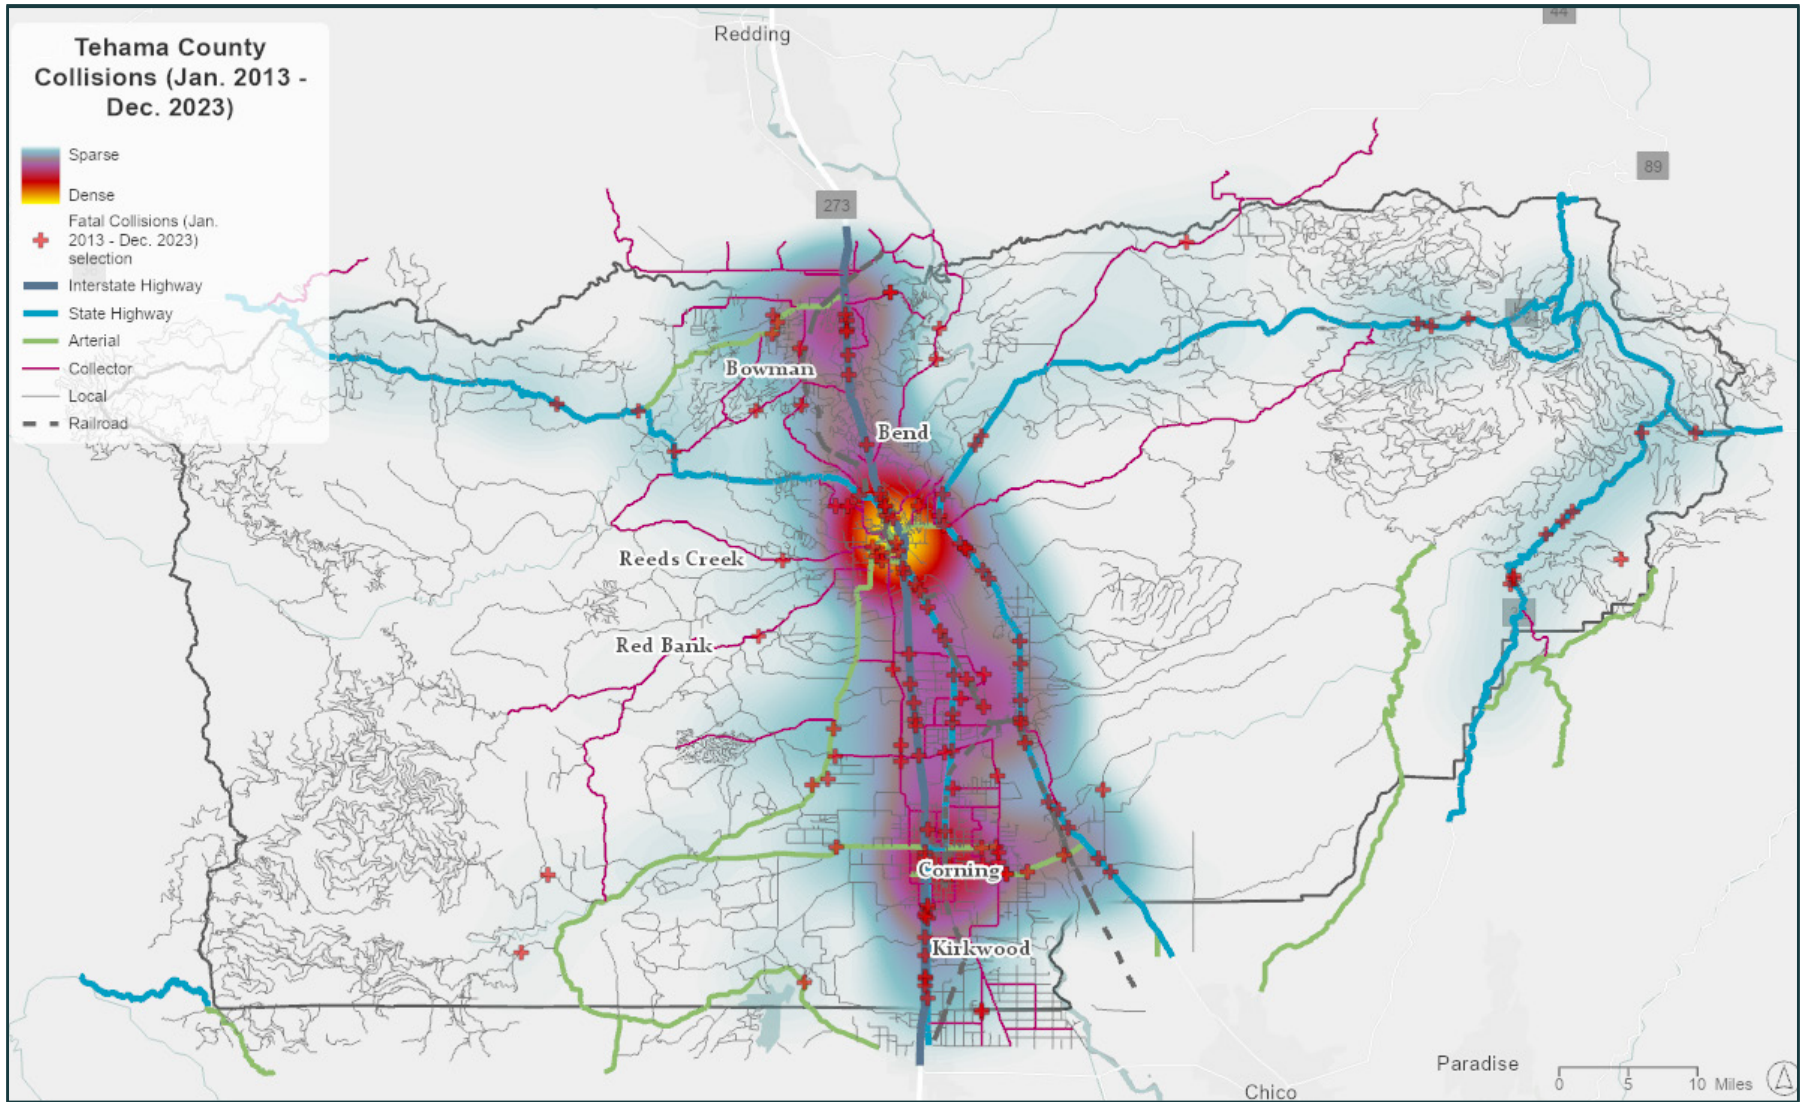 Tehama County
Collisions (Jan. 2013 -
Dec. 2023)
Sparse
Dense
Fatal Collisions (Jan.
2013 - Dec. 2023)
selection
Interstate Highway
State Highway
Arterial
Collector
Local
Railroad
Redding
44
89
273
Bowman
Bend
Reeds Creek
Red Bank
Corning
Kirkwood
Paradise
Chico
0 5 10 Miles